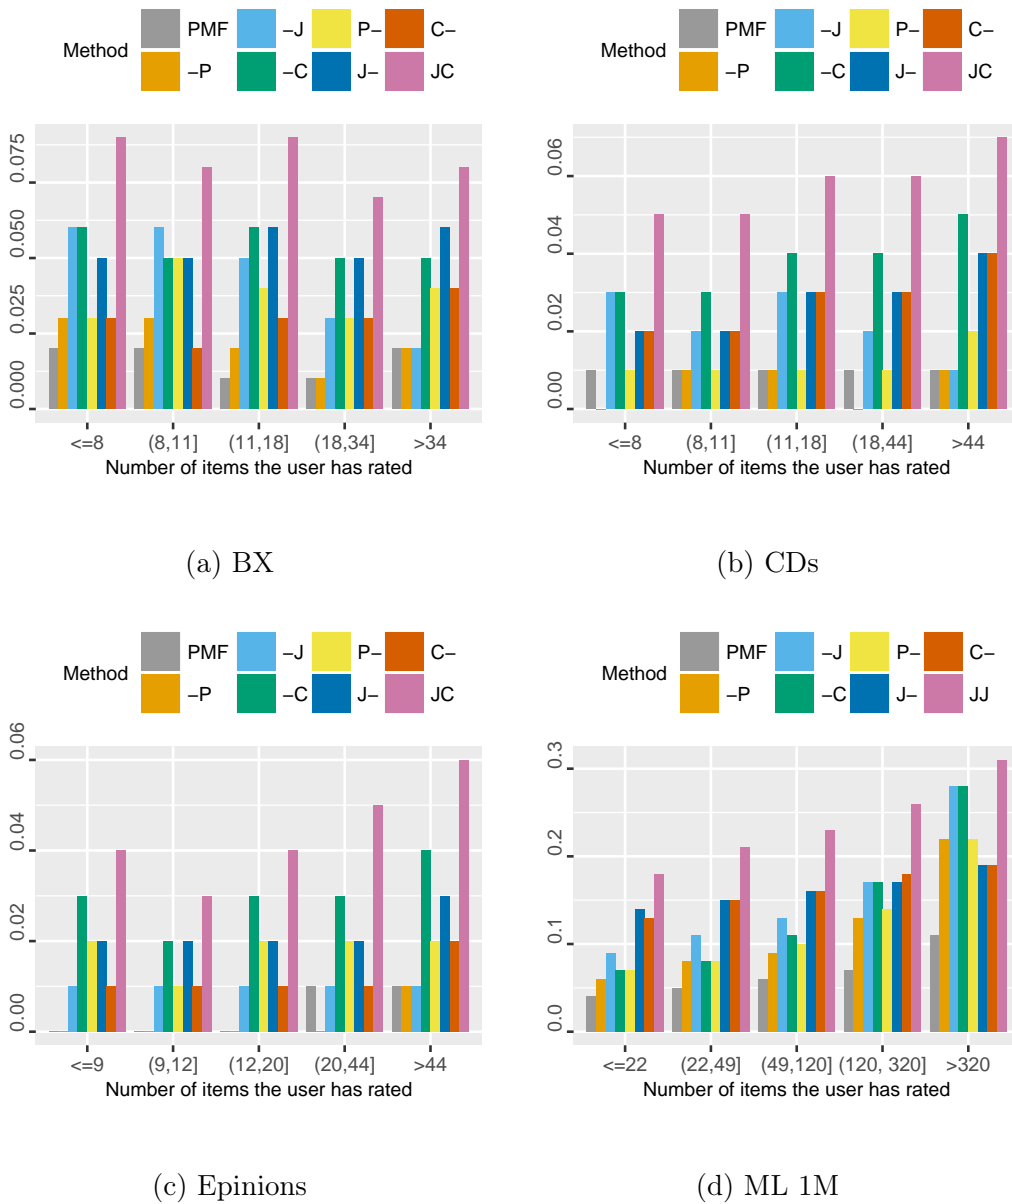 Method PMF –J P– C–
–P –C J– JC
0.075
0.050
0.025
0.000
<=8 (8,11] (11,18] (18,34] >34
Number of items the user has rated
(a) BX
Method PMF –J P– C–
–P –C J– JC
0.06
0.04
0.02
0.00
<=8 (8,11] (11,18] (18,44] >44
Number of items the user has rated
(b) CDs
Method PMF –J P– C–
–P –C J– JC
0.06
0.04
0.02
0.00
<=9 (9,12] (12,20] (20,44] >44
Number of items the user has rated
(c) Epinions
Method PMF –J P– C–
–P –C J– JJ
0.3
0.2
0.1
0.0
<=22 (22,49] (49,120] (120, 320] >320
Number of items the user has rated
(d) ML 1M